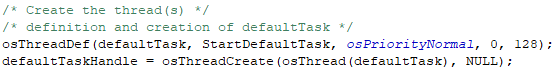 /* Create the thread(s) */
/* definition and creation of defaultTask */
osThreadDef(defaultTask, StartDefaultTask, osPriorityNormal, 0, 128);
defaultTaskHandle = osThreadCreate(osThread(defaultTask), NULL);